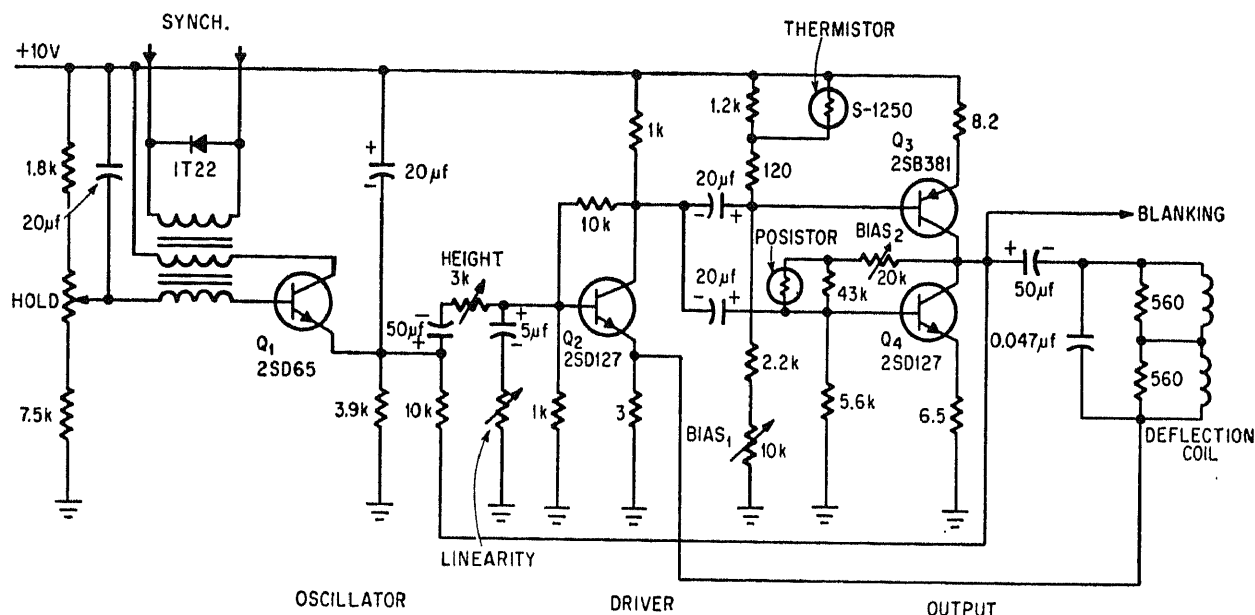 SYNCH.
+10V
THERMISTOR
1.8k
20µf
1T22
20µf
1k
1.2k
S-1250
8.2
Q3
2SB381
120
20µf
10k
BLANKING
HOLD
HEIGHT
3k
POSISTOR
BIAS2
20k
50µf
5µf
20µf
43k
50µf
560
Q1
2SD65
Q2
2SD127
Q4
2SD127
0.047µf
560
7.5k
3.9k
10k
1k
3
2.2k
5.6k
6.5
BIAS1
10k
DEFLECTION
COIL
LINEARITY
OSCILLATOR
DRIVER
OUTPUT
+
-
-
+
+
-
-
+
-
+
+
-